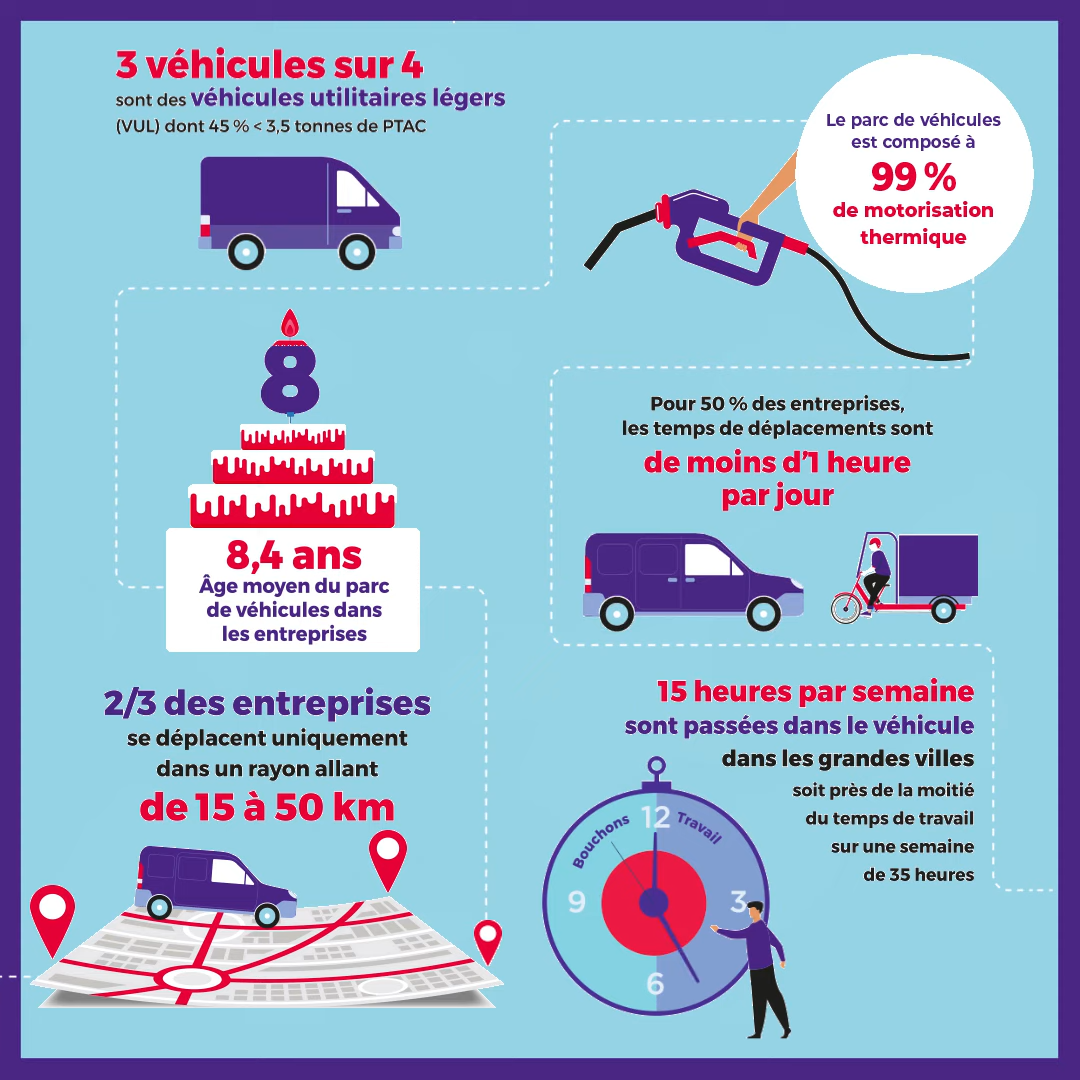 3 véhicules sur 4
sont des véhicules utilitaires légers
(VUL) dont 45 % < 3,5 tonnes de PTAC
Le parc de véhicules
est composé à
99 %
de motorisation
thermique
8
8,4 ans
Âge moyen du parc
de véhicules dans
les entreprises
Pour 50 % des entreprises,
les temps de déplacements sont
de moins d'1 heure
par jour
2/3 des entreprises
se déplacent uniquement
dans un rayon allant
de 15 à 50 km
15 heures par semaine
sont passées dans le véhicule
dans les grandes villes
soit près de la moitié
du temps de travail
sur une semaine
de 35 heures
Bouchons
12
Travail
9
3
6